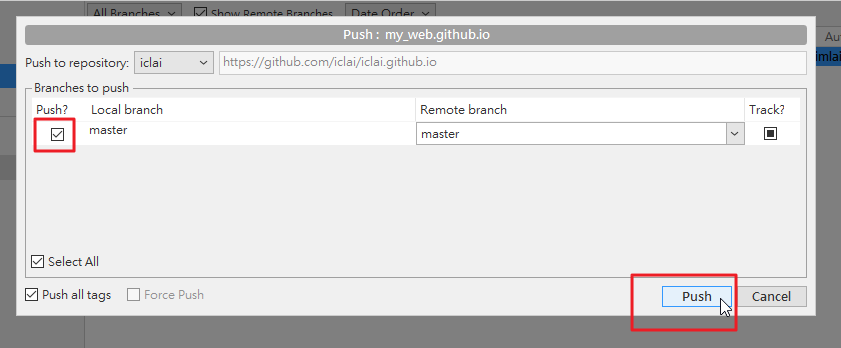 All Branches
Show Remote Branches
Date Order
Push : my_web.github.io
Au
Push to repository:
iclai
https://github.com/iclai/iclai.github.io
imlai
Branches to push
Push?
Local branch
Remote branch
Track?
master
master
Select All
Push all tags
Force Push
Push
Cancel